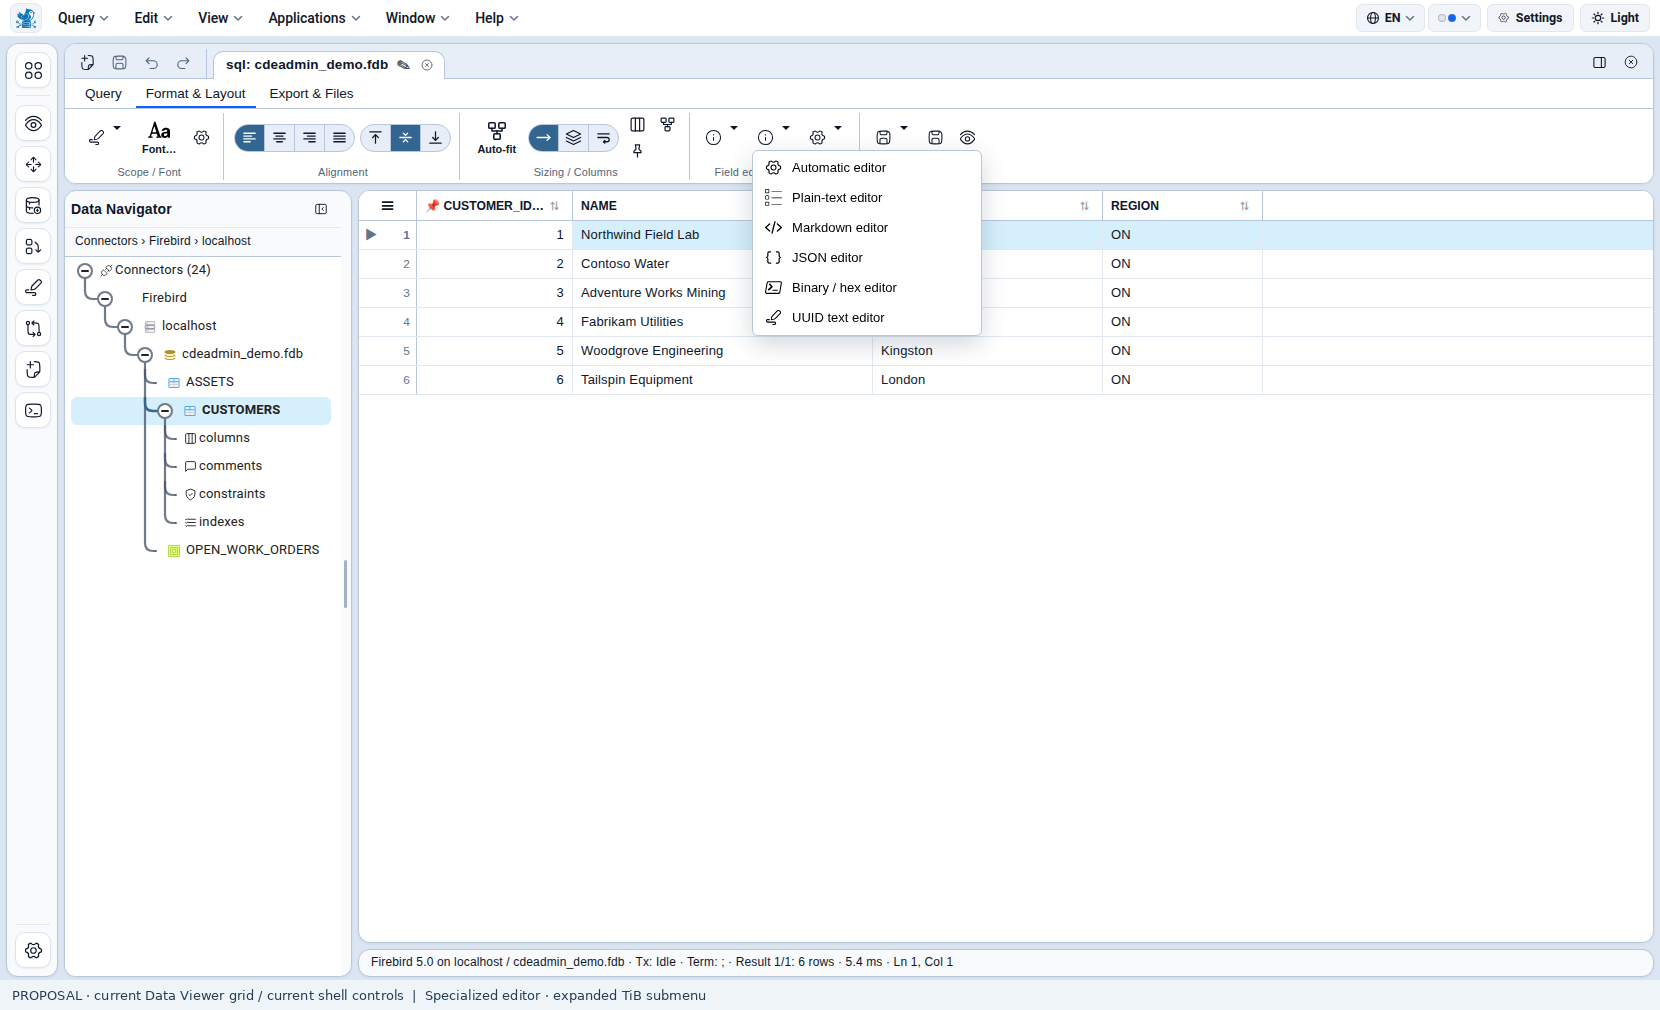 Query Edit View Applications Window Help EN Settings Light
sql: cdeadmin_demo.fdb
Query Format & Layout Export & Files
Aa
Font...
Auto-fit
Scope / Font Alignment Sizing / Columns Field
Automatic editor
Plain-text editor
Markdown editor
JSON editor
Binary / hex editor
UUID text editor
Data Navigator
Connectors › Firebird › localhost
Connectors (24)
Firebird
localhost
cdeadmin_demo.fdb
ASSETS
CUSTOMERS
columns
comments
constraints
indexes
OPEN_WORK_ORDERS
CUSTOMER_ID... NAME REGION
1 1 Northwind Field Lab ON
2 2 Contoso Water ON
3 3 Adventure Works Mining ON
4 4 Fabrikam Utilities ON
5 5 Woodgrove Engineering Kingston ON
6 6 Tailspin Equipment London ON
Firebird 5.0 on localhost / cdeadmin_demo.fdb · Tx: Idle · Term: ; · Result 1/1: 6 rows · 5.4 ms · Ln 1, Col 1
PROPOSAL · current Data Viewer grid / current shell controls | Specialized editor · expanded TiB submenu